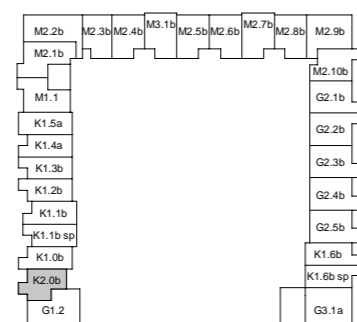 M2.2b M2.3b M2.4b M3.1b M2.5b M2.6b M2.7b M2.8b M2.9b
M2.1b
M2.10b
M1.1
G2.1b
K1.5a
G2.2b
K1.4a
K1.3b
G2.3b
K1.2b
G2.4b
K1.1b
G2.5b
K1.1b sp
K1.0b
K1.6b
K2.0b
K1.6b sp
G1.2
G3.1a